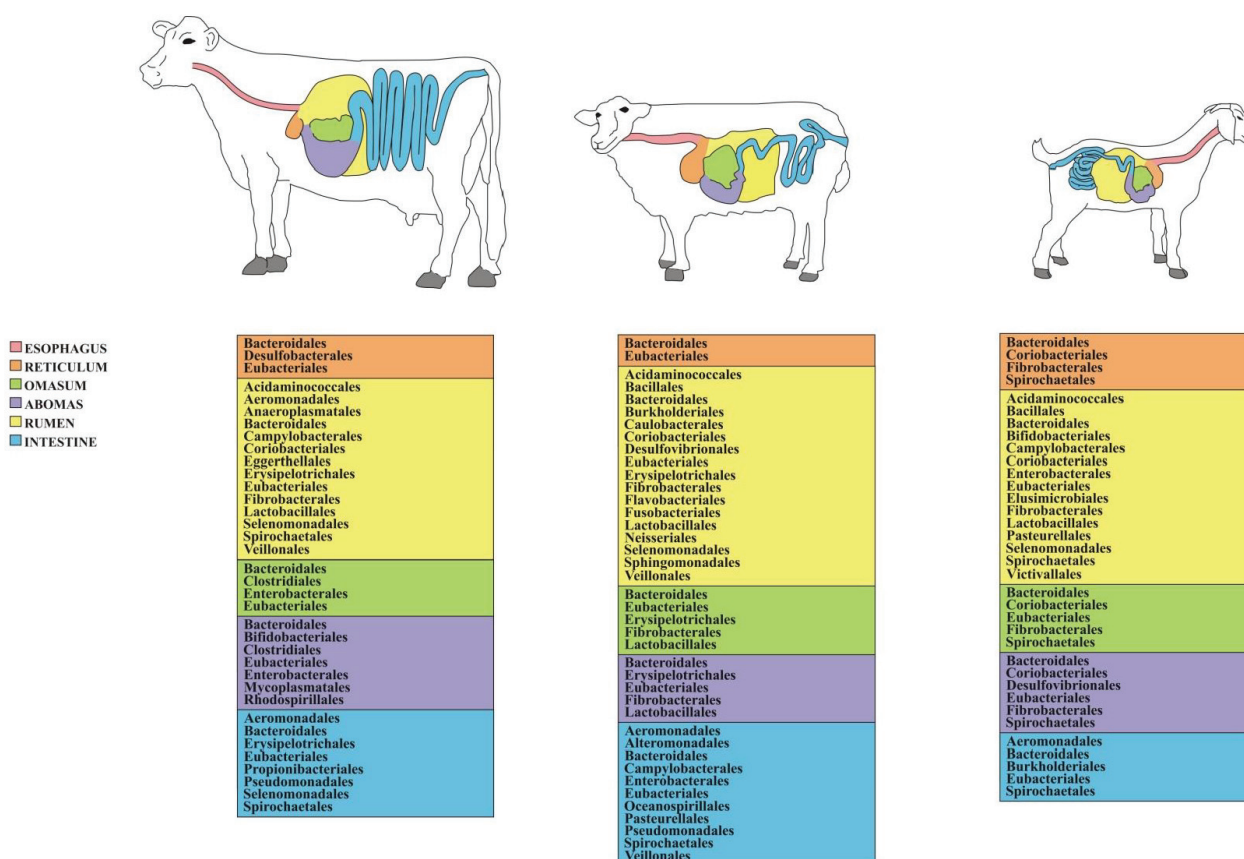 ESOPHAGUS
RETICULUM
OMASUM
ABOMAS
RUMEN
INTESTINE
Bacteroidales
Desulfobacterales
Eubacteriales
Acidaminococcales
Aeromonadales
Anaeroplasmatales
Bacteroidales
Campylobacterales
Coriobacteriales
Eggerthellales
Erysipelotrichales
Eubacteriales
Fibrobacterales
Lactobacillales
Selenomonadales
Spirochaetales
Veillonales
Bacteroidales
Clostridiales
Enterobacterales
Eubacteriales
Bacteroidales
Bifidobacteriales
Clostridiales
Eubacteriales
Enterobacterales
Mycoplasmatales
Rhodospirillales
Aeromonadales
Bacteroidales
Erysipelotrichales
Eubacteriales
Propionibacteriales
Pseudomonadales
Selenomonadales
Spirochaetales
Bacteroidales
Eubacteriales
Acidaminococcales
Bacillales
Bacteroidales
Burkholderiales
Caulobacterales
Coriobacteriales
Desulfovibrionales
Eubacteriales
Erysipelotrichales
Fibrobacterales
Flavobacteriales
Fusobacteriales
Lactobacillales
Neisseriales
Selenomonadales
Sphingomonadales
Veillonales
Bacteroidales
Eubacteriales
Erysipelotrichales
Fibrobacterales
Lactobacillales
Bacteroidales
Erysipelotrichales
Eubacteriales
Fibrobacterales
Lactobacillales
Aeromonadales
Alteromonadales
Bacteroidales
Campylobacterales
Enterobacterales
Eubacteriales
Oceanospirillales
Pasteurellales
Pseudomonadales
Spirochaetales
Veillonales
Bacteroidales
Coriobacteriales
Fibrobacterales
Spirochaetales
Acidaminococcales
Bacillales
Bacteroidales
Bifidobacteriales
Campylobacterales
Coriobacteriales
Enterobacterales
Eubacteriales
Elusimicrobiales
Fibrobacterales
Lactobacillales
Pasteurellales
Selenomonadales
Spirochaetales
Victivallales
Bacteroidales
Coriobacteriales
Eubacteriales
Fibrobacterales
Spirochaetales
Bacteroidales
Coriobacteriales
Desulfovibrionales
Eubacteriales
Fibrobacterales
Spirochaetales
Aeromonadales
Bacteroidales
Burkholderiales
Eubacteriales
Spirochaetales